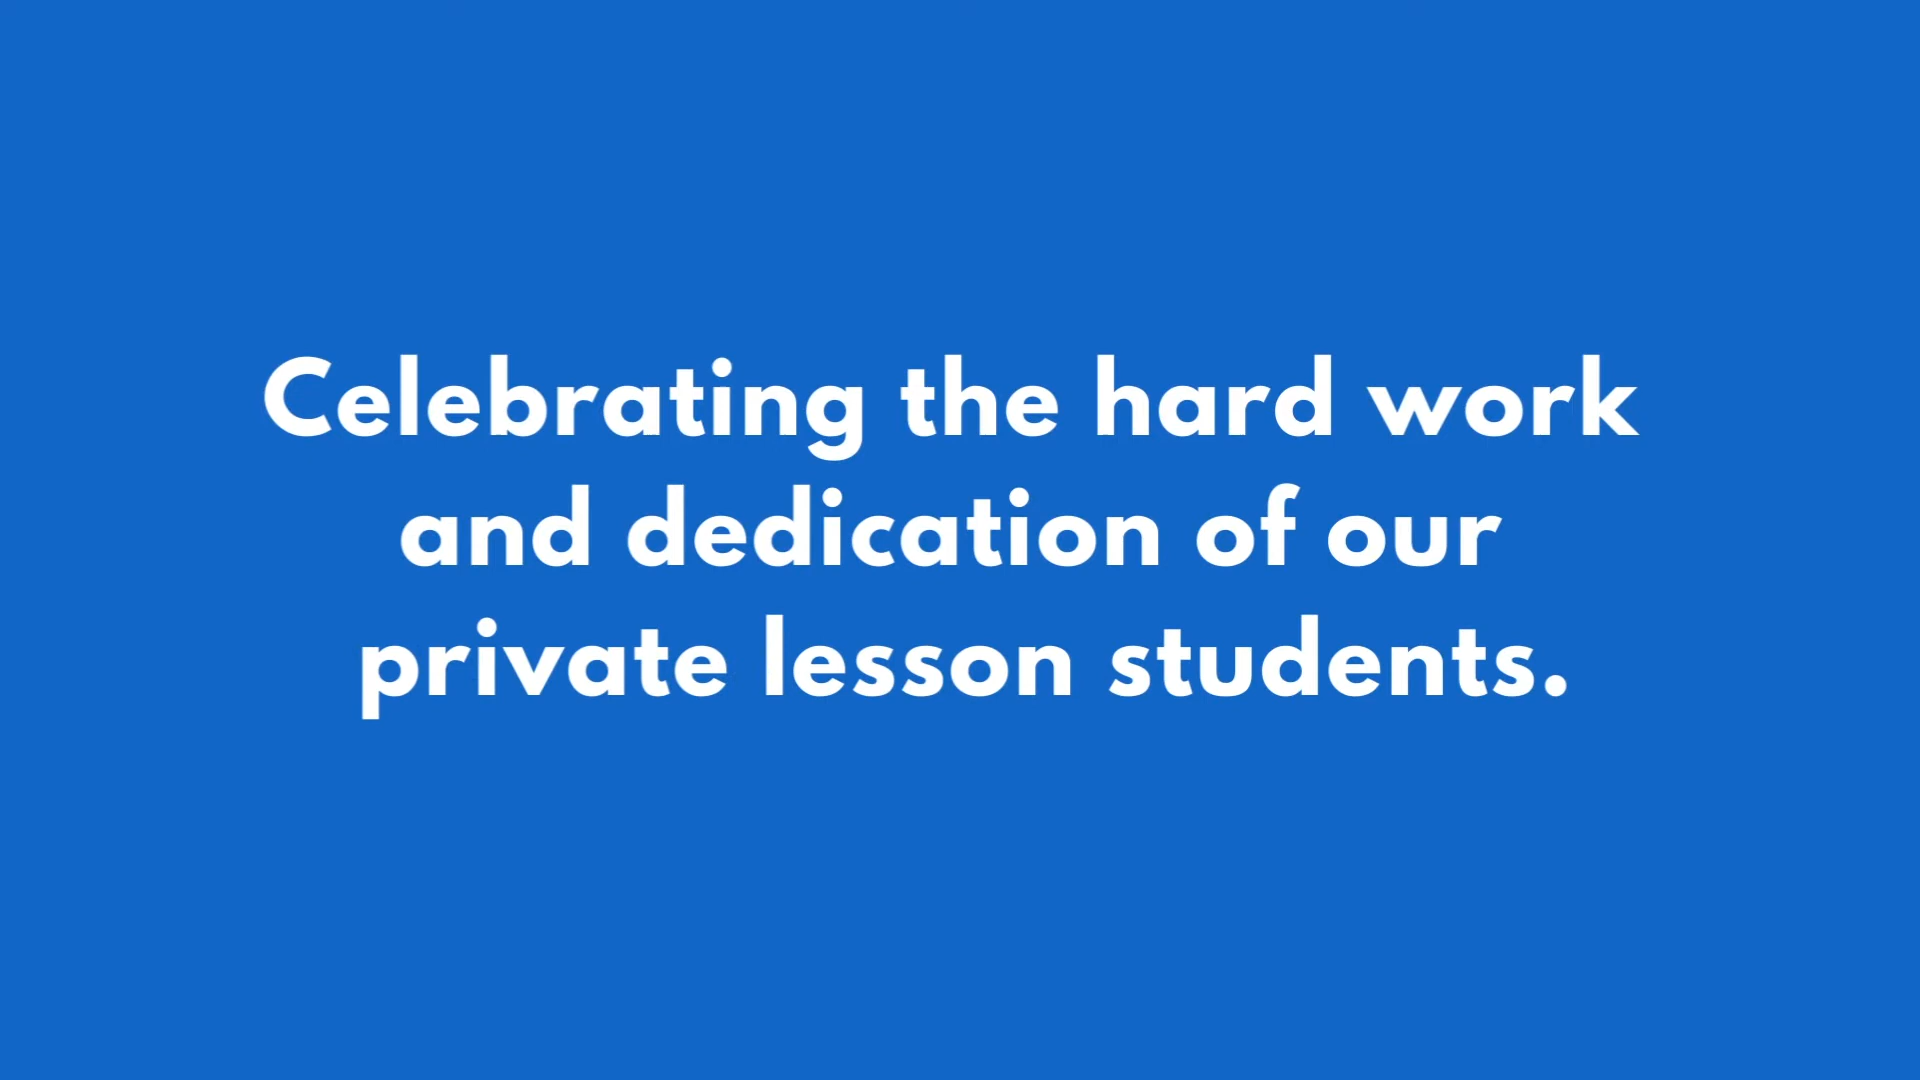 Celebrating the hard work
and dedication of our
private lesson students.